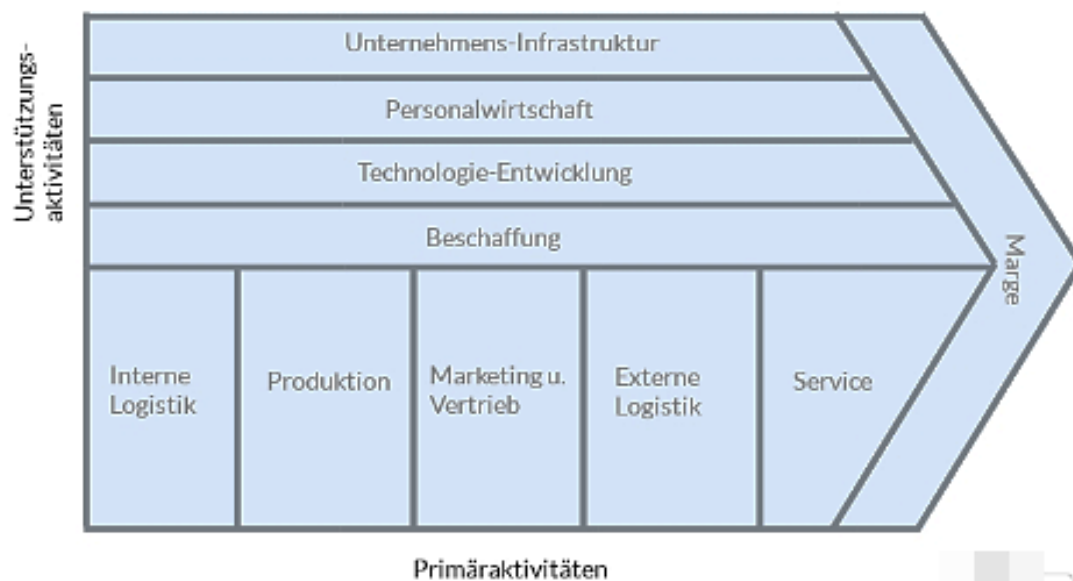 Unterstützungs-
aktivitäten
Unternehmens-Infrastruktur
Personalwirtschaft
Technologie-Entwicklung
Beschaffung
Marge
Interne
Logistik
Produktion
Marketing u.
Vertrieb
Externe
Logistik
Service
Primäraktivitäten